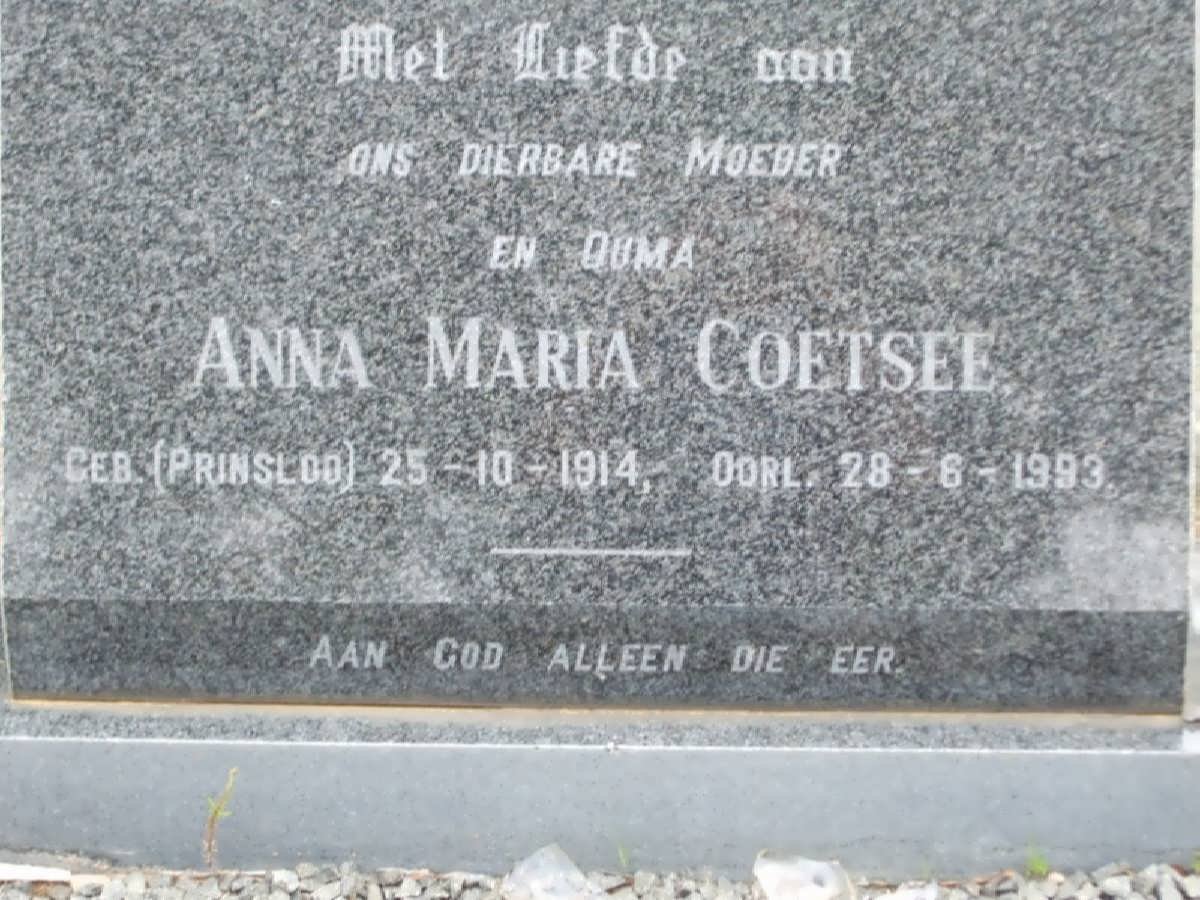 Met Liefde aan
ONS DIERBARE MOEDER
EN OUMA
ANNA MARIA COETSEE
GEB. (PRINSLOO) 25-10-1914, OORL. 28-6-1993.
AAN GOD ALLEEN DIE EER.